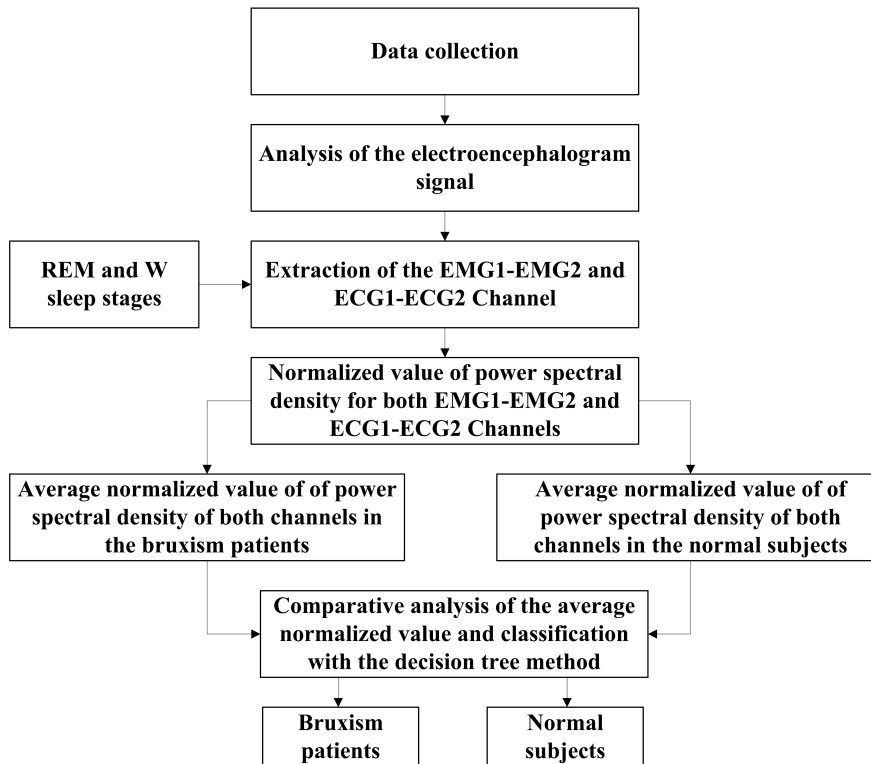 Data collection
Analysis of the electroencephalogram
signal
REM and W
sleep stages
Extraction of the EMG1-EMG2 and
ECG1-ECG2 Channel
Normalized value of power spectral
density for both EMG1-EMG2 and
ECG1-ECG2 Channels
Average normalized value of of power
spectral density of both channels in
the bruxism patients
Average normalized value of of
power spectral density of both
channels in the normal subjects
Comparative analysis of the average
normalized value and classification
with the decision tree method
Bruxism
patients
Normal
subjects